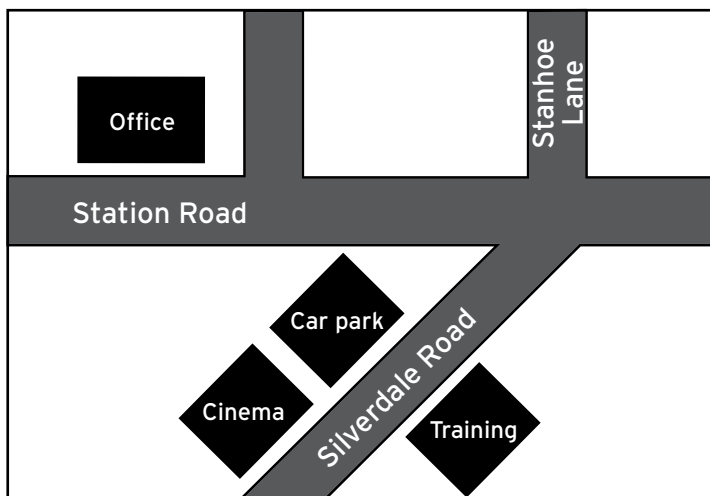 Office
Stanhoe
Lane
Station Road
Car park
Silverdale Road
Cinema
Training